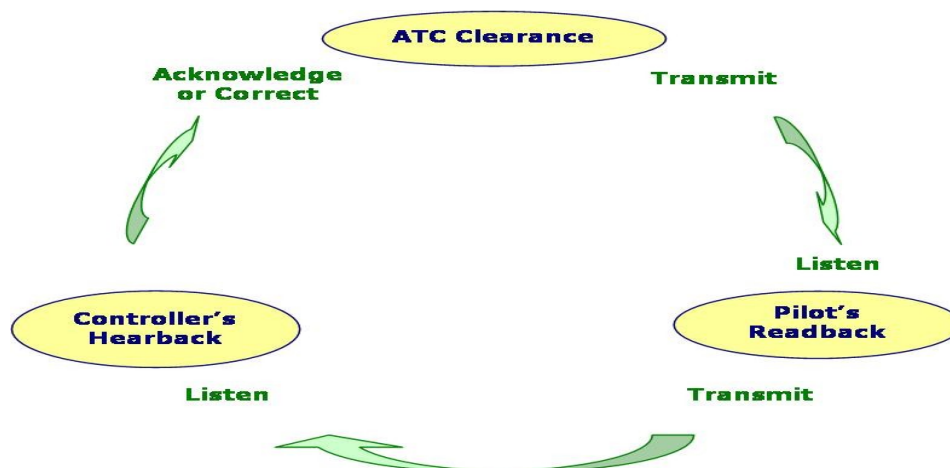 ATC Clearance
Acknowledge
or Correct
Transmit
Listen
Controller’s
Hearback
Pilot’s
Readback
Listen
Transmit